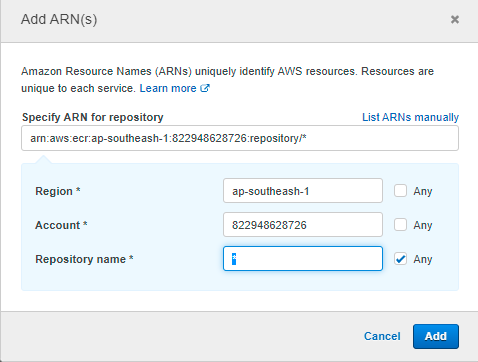 Add ARN(s)
Amazon Resource Names (ARNs) uniquely identify AWS resources. Resources are
unique to each service. Learn more
Specify ARN for repository List ARNs manually
arn:aws:ecr:ap-southeash-1:822948628726:repository/*
Region * ap-southeash-1 Any
Account * 822948628726 Any
Repository name * * Any
Cancel Add